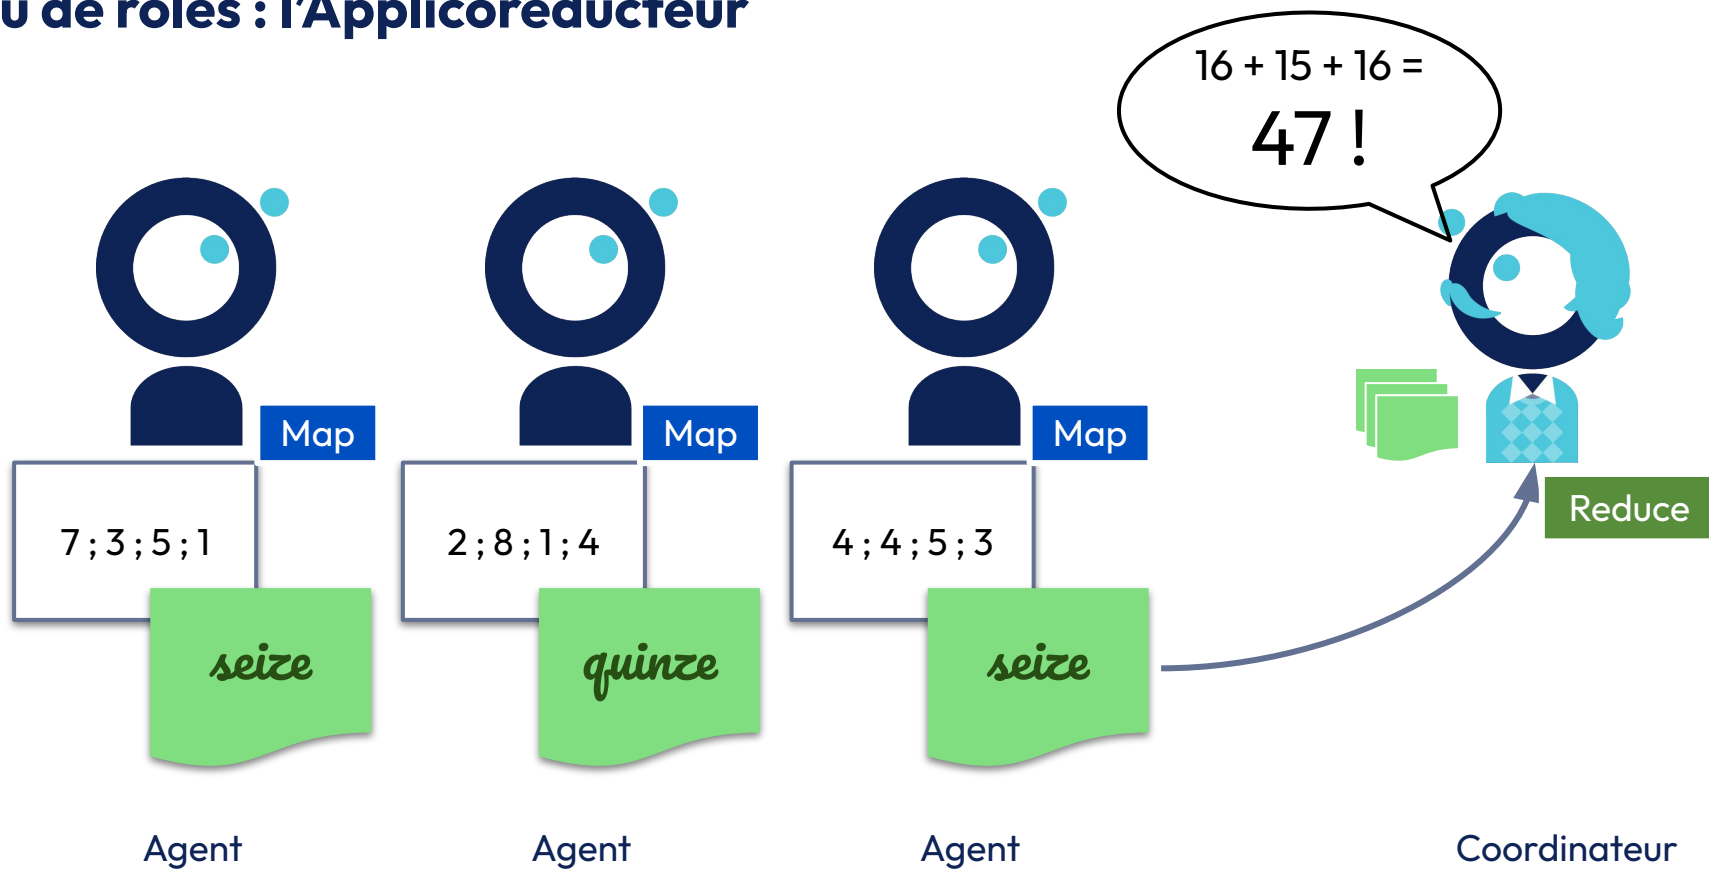 u de rôles : l'Applicoréducteur
16 + 15 + 16 =
47 !
Map
Map
Map
Reduce
7 ; 3 ; 5 ; 1
2 ; 8 ; 1 ; 4
4 ; 4 ; 5 ; 3
seize
quinze
seize
Agent
Agent
Agent
Coordinateur